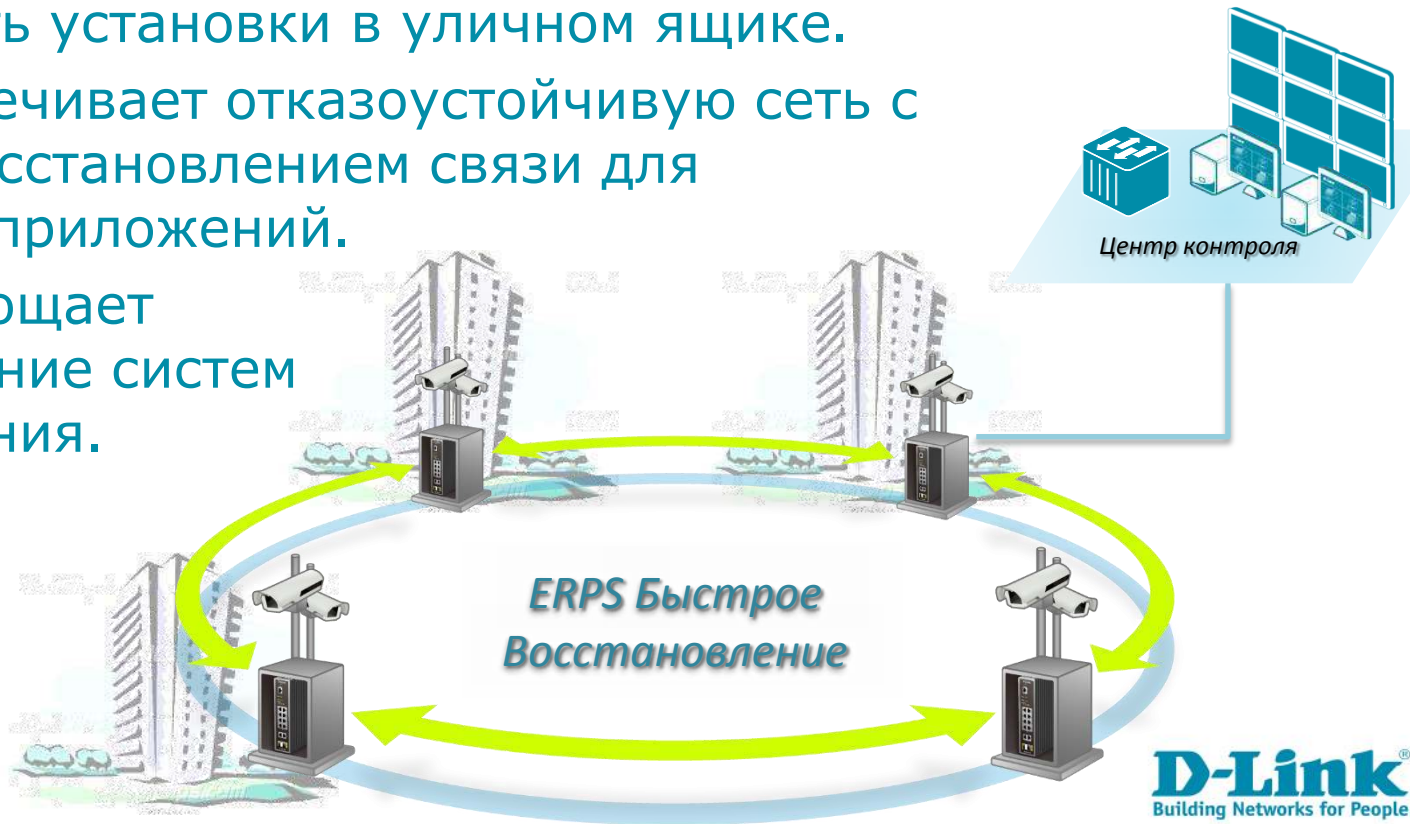 ть установки в уличном ящике.
ечивает отказоустойчивую сеть с
сстановлением связи для
приложений.
ощает
ние систем
ния.
Центр контроля
ERPS Быстрое
Восстановление
D-Link®
Building Networks for People